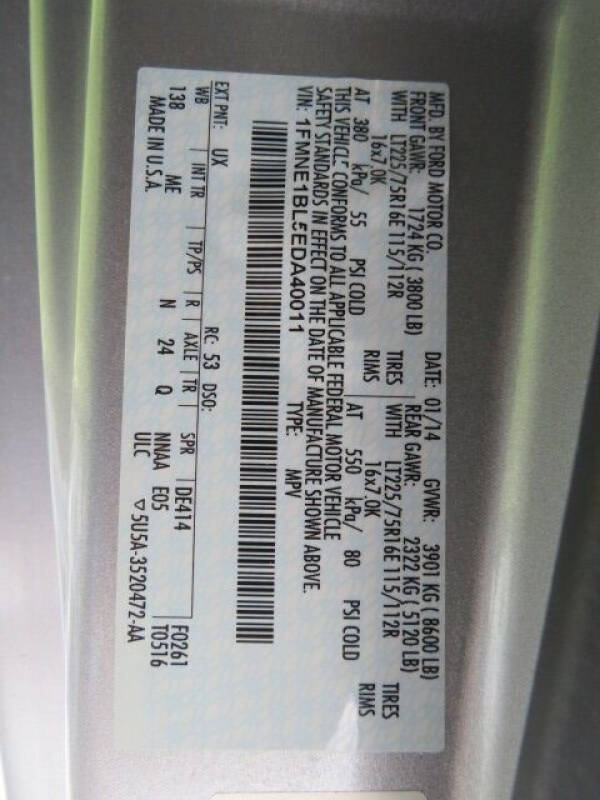 MFD. BY FORD MOTOR CO.
DATE: 01/14 GVWR: 3901 KG ( 8600 LB)
FRONT GAWR: 1724 KG ( 3800 LB) REAR GAWR: 2322 KG ( 5120 LB)
WITH LT225/75R16E 115/112R TIRES WITH LT225/75R16E 115/112R TIRES
16x7.0K RIMS 16x7.0K RIMS
AT 380 kPa/ 55 PSI COLD AT 550 kPa/ 80 PSI COLD
THIS VEHICLE CONFORMS TO ALL APPLICABLE FEDERAL MOTOR VEHICLE
SAFETY STANDARDS IN EFFECT ON THE DATE OF MANUFACTURE SHOWN ABOVE.
VIN: 1FMNE1BL5EDA40011 TYPE: MPV
EXT PNT: UX RC: 53 DSO:
WB INT TR TP/PS R AXLE TR SPR DE414 F0261
138 ME N 24 Q NNAA E05 T0516
MADE IN U.S.A. ULC ▽5U5A-3520472-AA